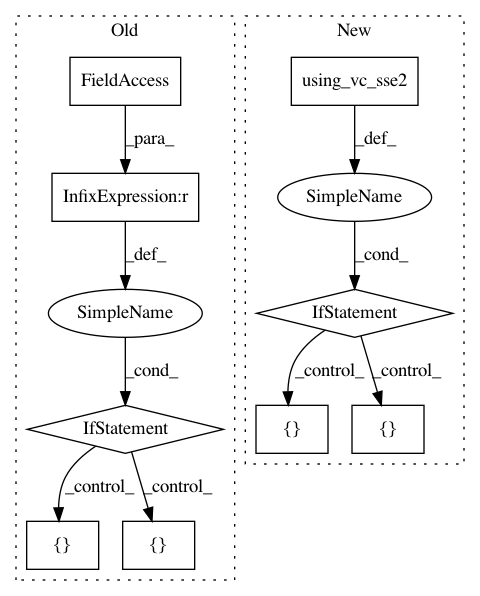 Old
New
FieldAccess
using_vc_sse2
_para_
_def_
InfixExpression:r
SimpleName
_def_
_cond_
SimpleName
IfStatement
_cond_
_control_
_control_
IfStatement
{}
{}
_control_
_control_
{}
{}